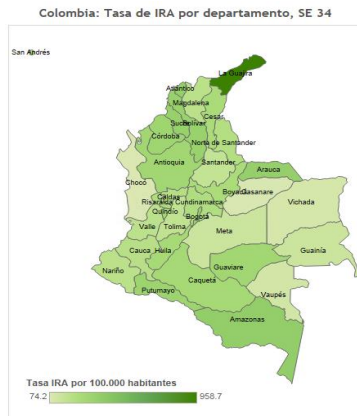 Colombia: Tasa de IRA por departamento, SE 34
San Andrés
La Guajira
Atlántico
Magdalena
Cesar
Sucre
Bolívar
Córdoba
Norte de Santander
Antioquia
Santander
Arauca
Chocó
Boyacá
Casanare
Caldas
Risaralda
Cundinamarca
Vichada
Quindío
Bogotá
Valle
Tolima
Meta
Guainía
Cauca
Huila
Guaviare
Nariño
Caquetá
Vaupés
Putumayo
Amazonas
Tasa IRA por 100.000 habitantes
74.2
958.7